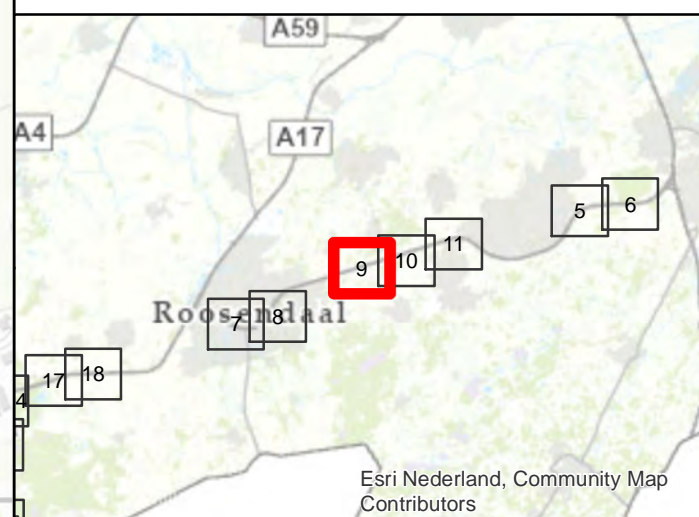 A59
A4
A17
5
6
11
10
9
Roosendaal
7
8
17
18
4
Esri Nederland, Community Map
Contributors